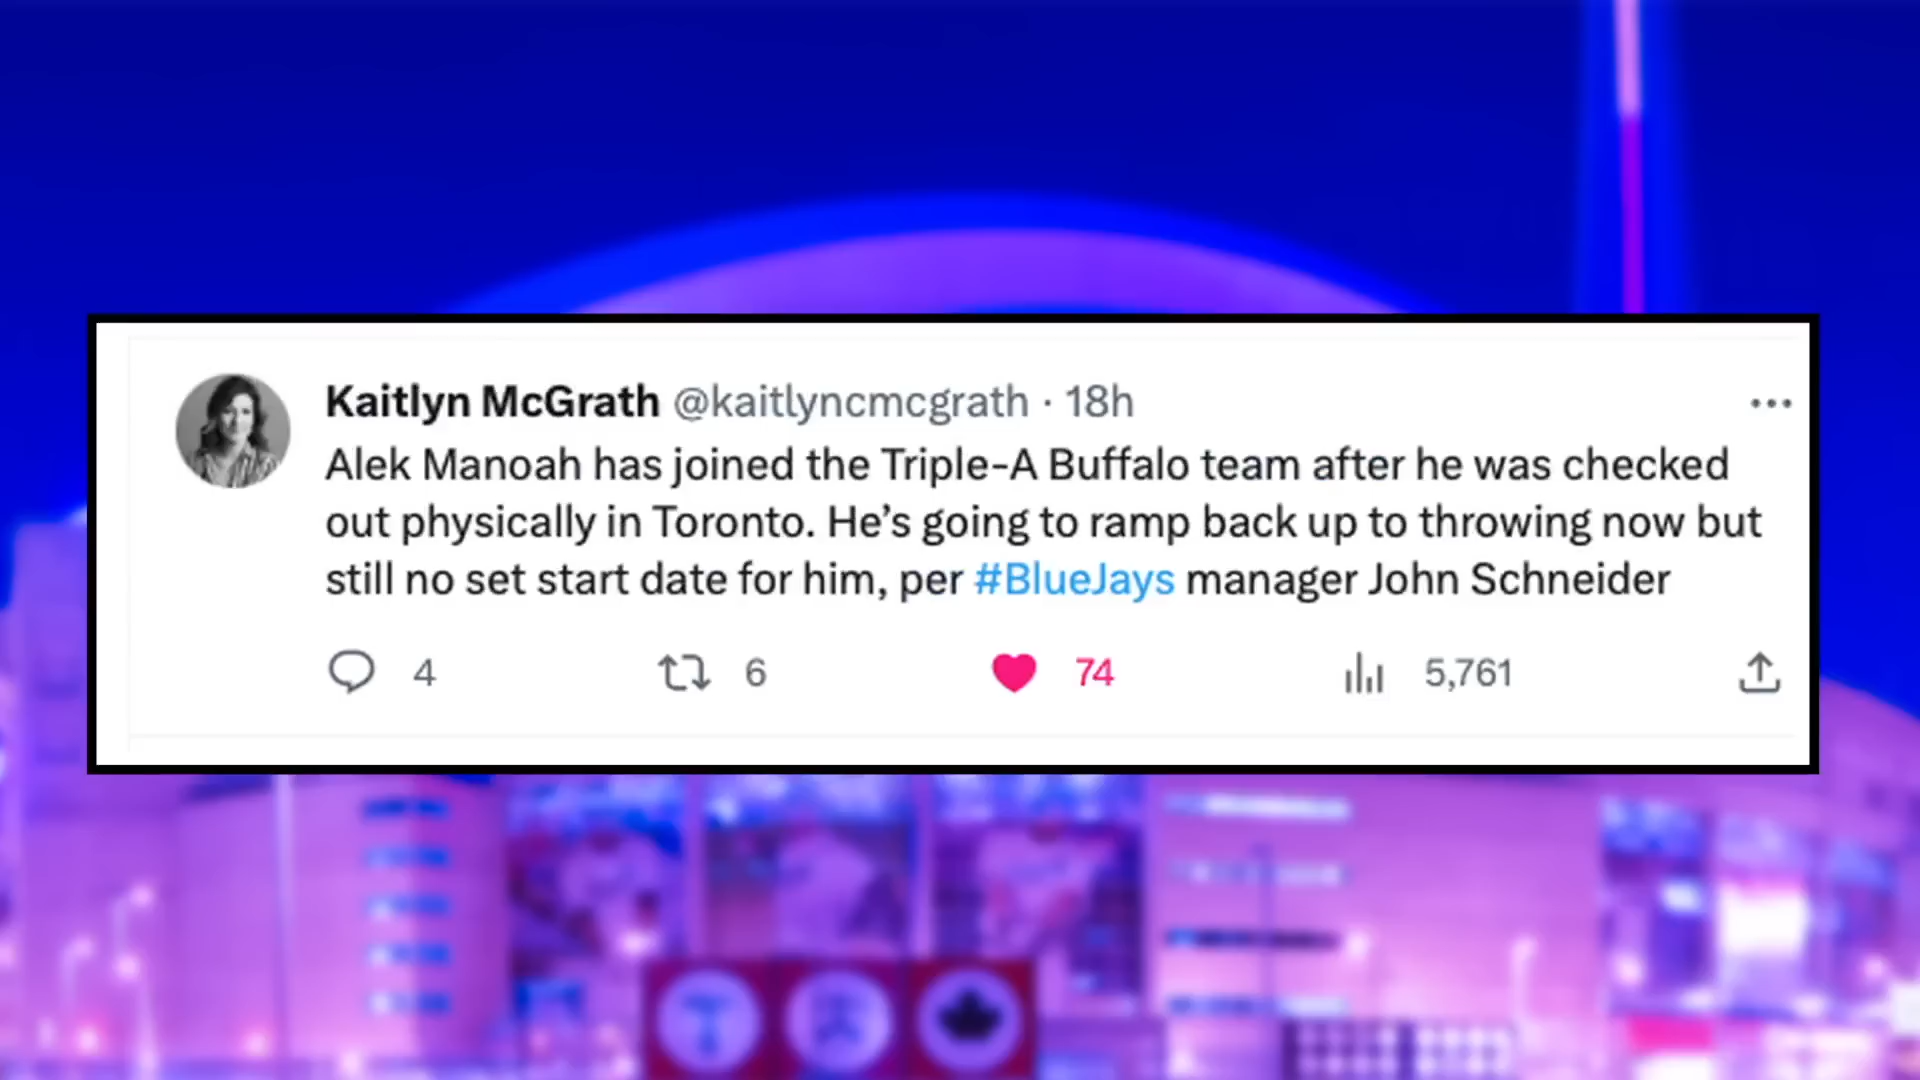 Kaitlyn McGrath @kaitlyncmcgrath · 18h
Alek Manoah has joined the Triple-A Buffalo team after he was checked
out physically in Toronto. He’s going to ramp back up to throwing now but
still no set start date for him, per #BlueJays manager John Schneider
4 6 74 5,761